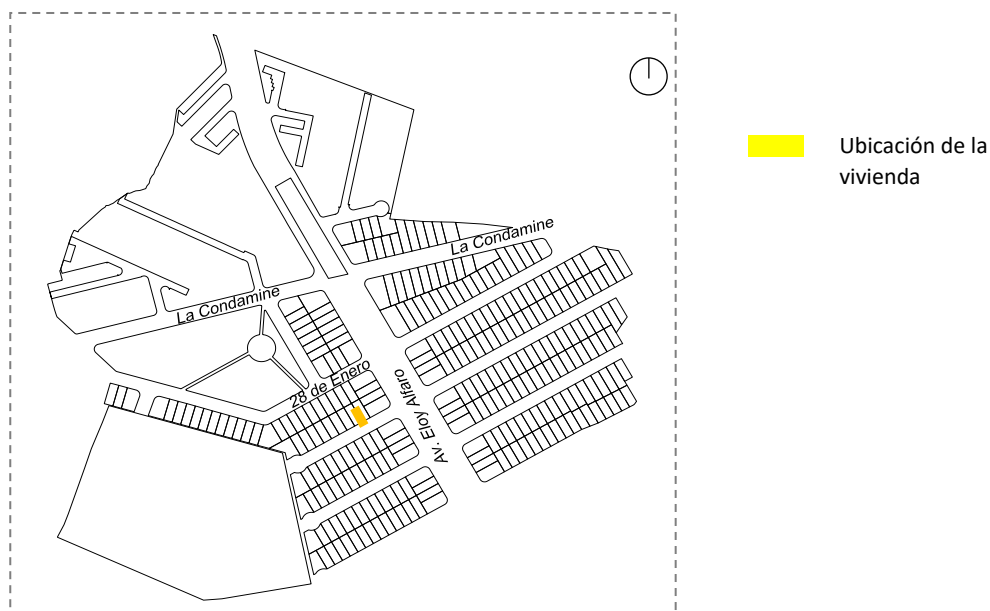 La Condamine
Ubicación de la
vivienda
La Condamine
28 de Enero
Av. Eloy Alfaro